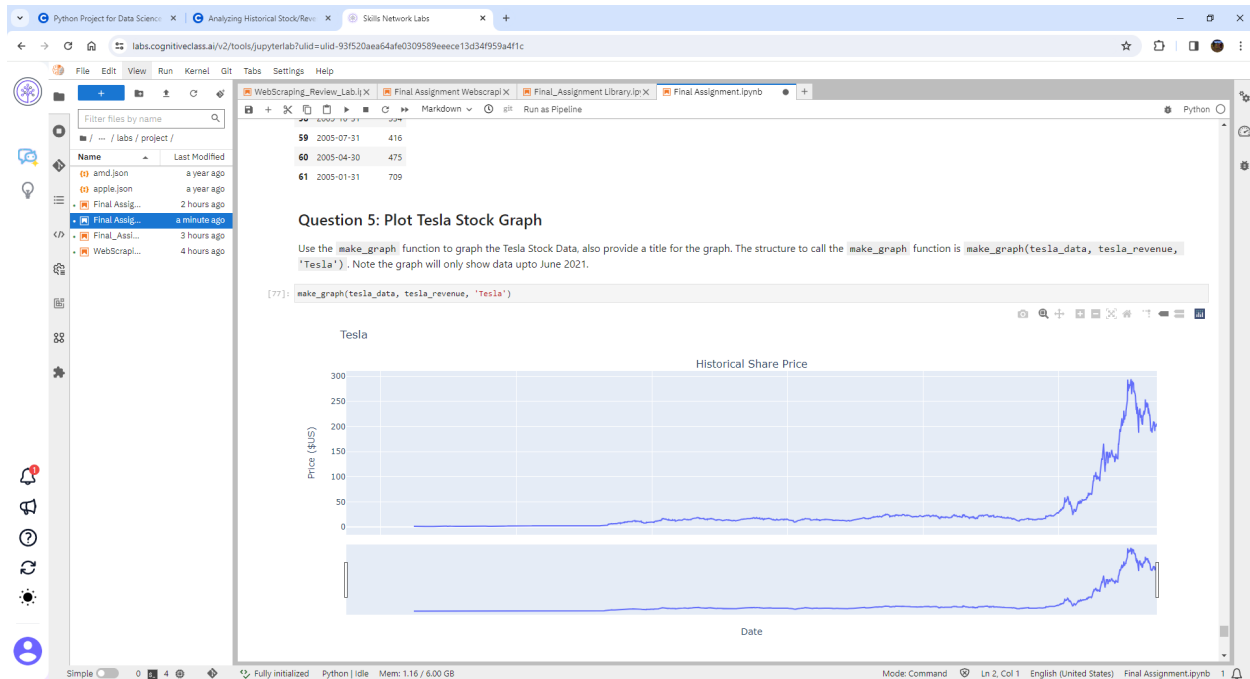 Python Project for Data Science
Analyzing Historical Stock/Reve
Skills Network Labs
labs.cognitiveclass.ai/v2/tools/jupyterlab?ulid=ulid-93f520aea64afe0309589eeece13d34f959a4f1c
File Edit View Run Kernel Git Tabs Settings Help
WebScraping_Review_Lab.ip
Final Assignment Webscrapi
Final_Assignment Library.ip
Final Assignment.ipynb
Markdown git Run as Pipeline Python
Filter files by name
/ ... / labs / project /
Name Last Modified
amd.json a year ago
apple.json a year ago
Final Assig... 2 hours ago
Final Assig... a minute ago
Final_Assi... 3 hours ago
WebScrapi... 4 hours ago
59 2005-07-31 416
60 2005-04-30 475
61 2005-01-31 709
Question 5: Plot Tesla Stock Graph
Use the make_graph function to graph the Tesla Stock Data, also provide a title for the graph. The structure to call the make_graph function is make_graph(tesla_data, tesla_revenue,
'Tesla') . Note the graph will only show data upto June 2021.
[77]: make_graph(tesla_data, tesla_revenue, 'Tesla')
Tesla
Historical Share Price
300
250
200
150
100
50
0
Price ($US)
Date
1
Simple 0 4 Fully initialized Python | Idle Mem: 1.16 / 6.00 GB Mode: Command Ln 2, Col 1 English (United States) Final Assignment.ipynb 1